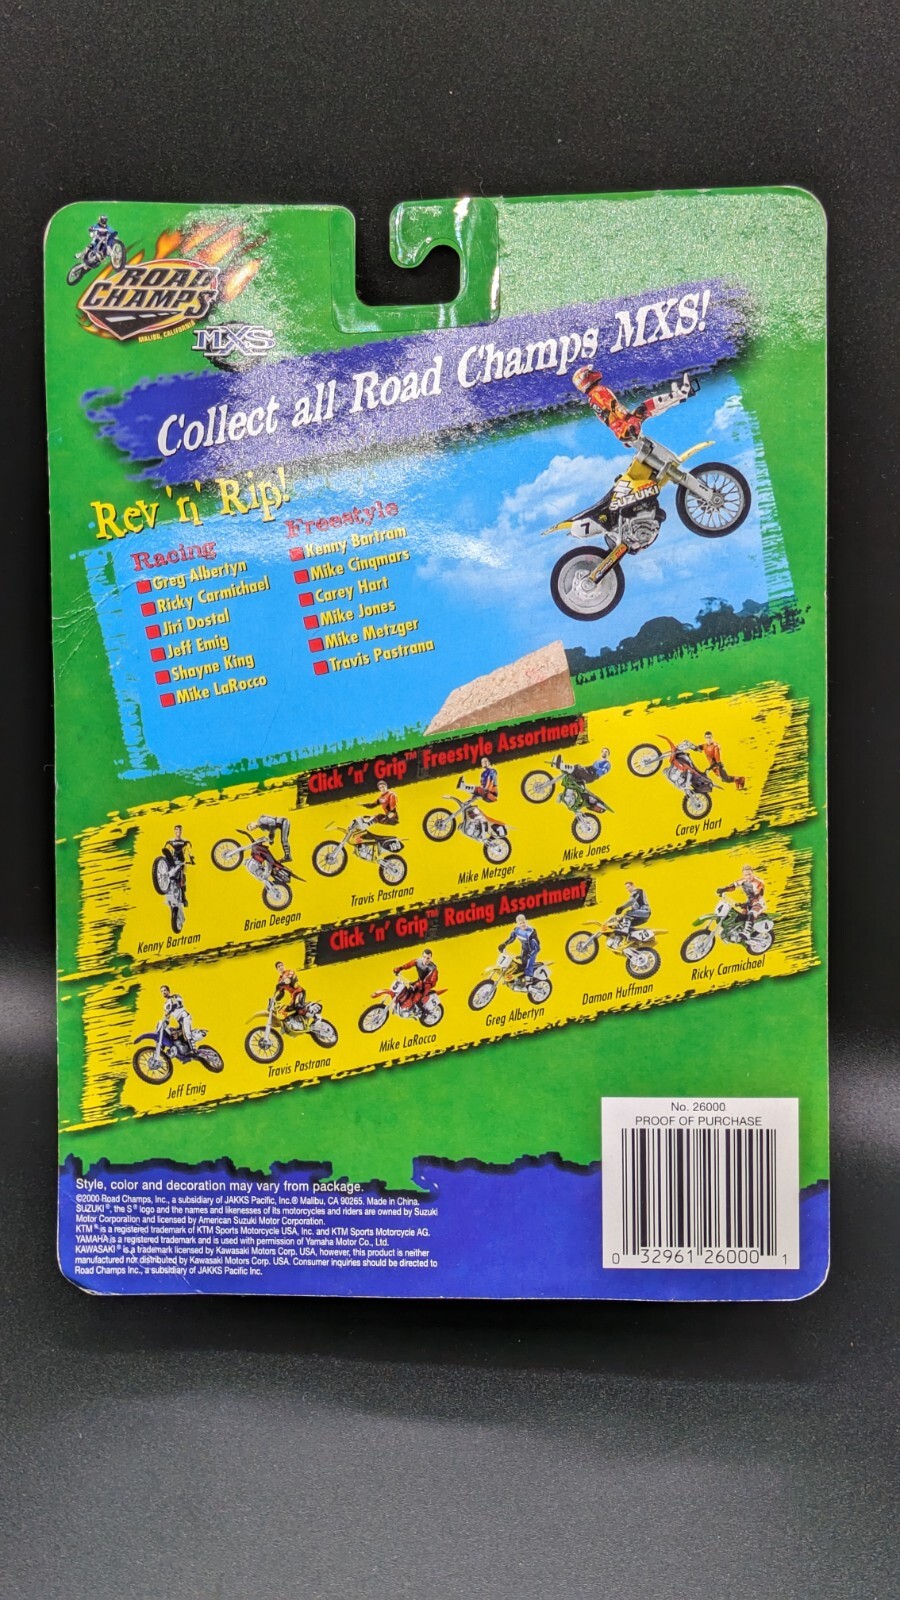 ROAD
CHAMPS
MALIBU, CALIFORNIA
MXS
Collect all Road Champs MXS!
Rev 'n' Rip!
Racing
Greg Albertyn
Ricky Carmichael
Jiri Dostal
Jeff Emig
Shayne King
Mike LaRocco
Freestyle
Kenny Bartram
Mike Cinqmars
Carey Hart
Mike Jones
Mike Metzger
Travis Pastrana
SUZUKI
7
Click 'n' Grip™ Freestyle Assortment
Kenny Bartram
Brian Deegan
Travis Pastrana
Mike Metzger
Mike Jones
Carey Hart
Click 'n' Grip™ Racing Assortment
Jeff Emig
Travis Pastrana
Mike LaRocco
Greg Albertyn
Damon Huffman
Ricky Carmichael
No. 26000
PROOF OF PURCHASE
0 32961 26000 1
Style, color and decoration may vary from package.
©2000 Road Champs, Inc., a subsidiary of JAKKS Pacific, Inc.® Malibu, CA 90265. Made in China.
SUZUKI®, the S® logo and the names and likenesses of its motorcycles and riders are owned by Suzuki
Motor Corporation and licensed by American Suzuki Motor Corporation.
KTM® is a registered trademark of KTM Sports Motorcycle USA, Inc. and KTM Sports Motorcycle AG.
YAMAHA is a registered trademark and is used with permission of Yamaha Motor Co., Ltd.
KAWASAKI® is a trademark licensed by Kawasaki Motors Corp. USA, however, this product is neither
manufactured nor distributed by Kawasaki Motors Corp. USA. Consumer inquiries should be directed to
Road Champs Inc., a subsidiary of JAKKS Pacific Inc.